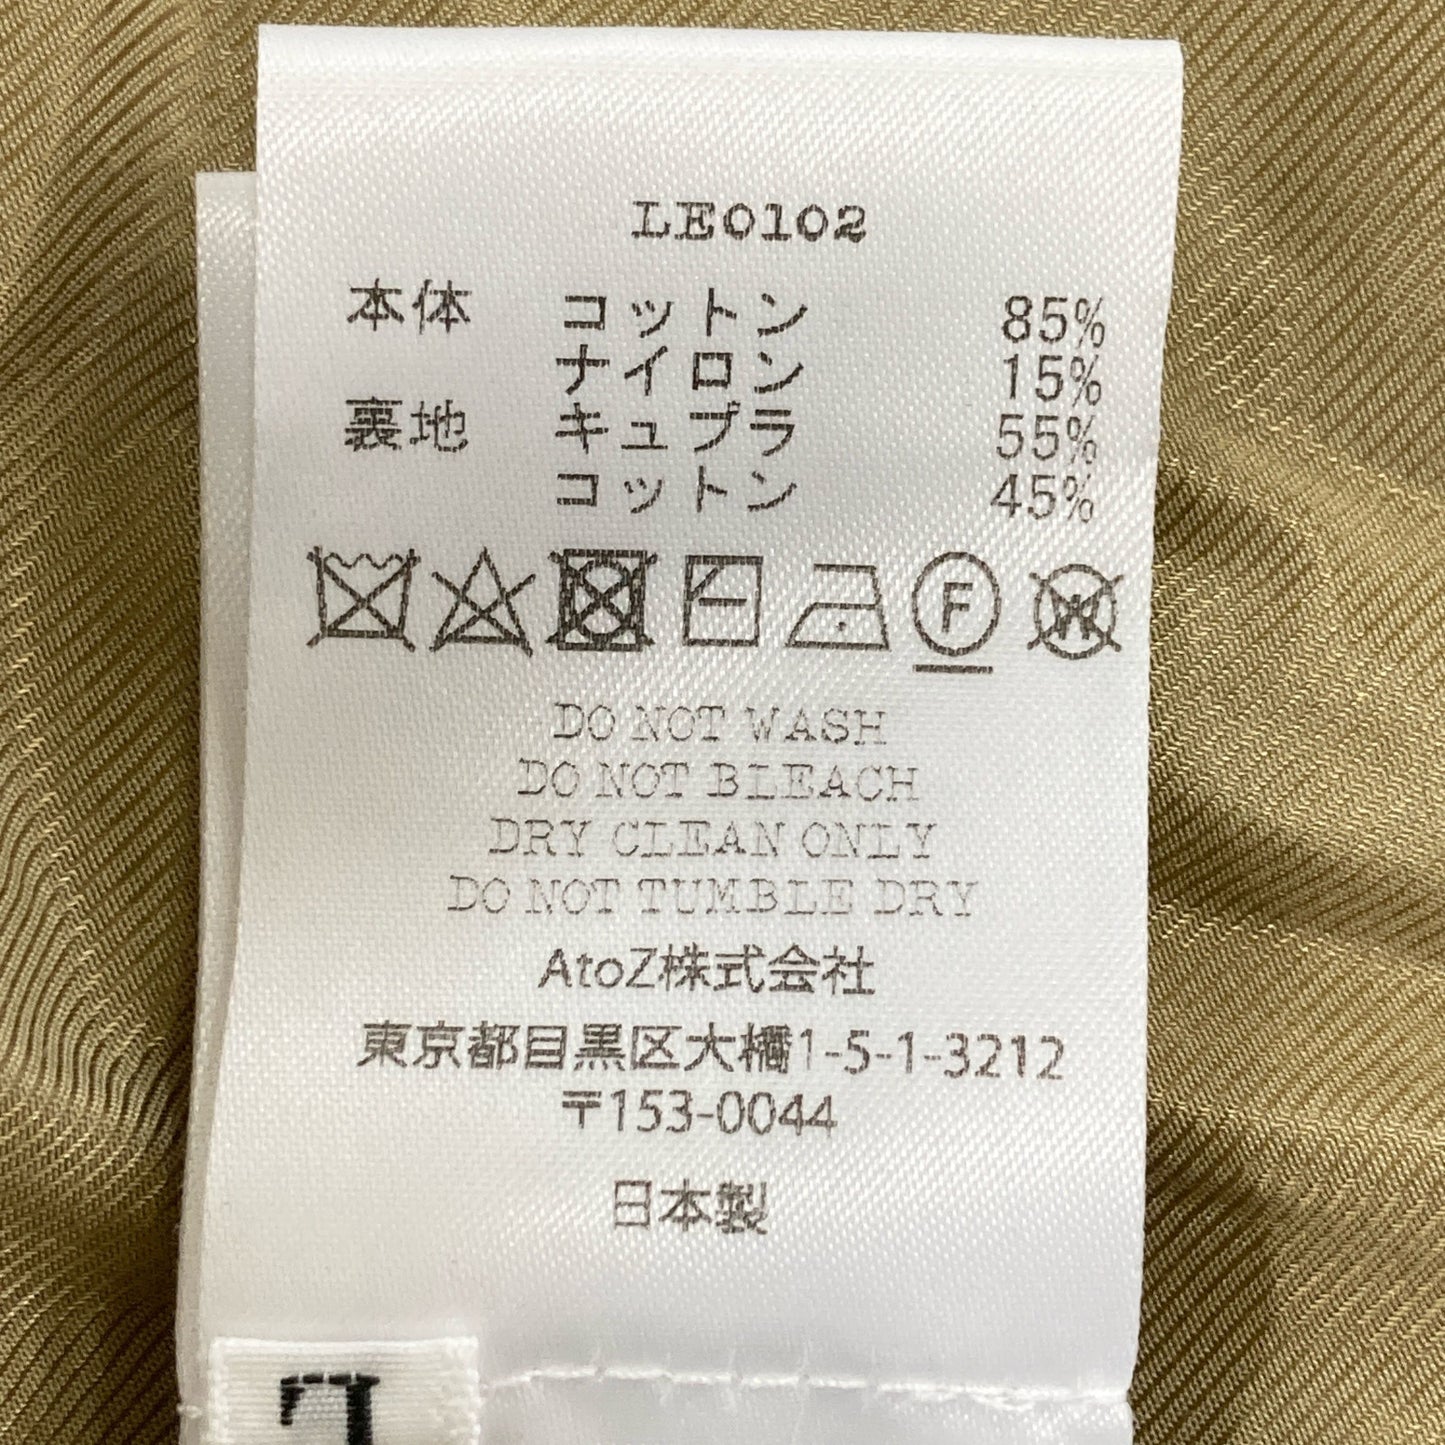 LE0102
本体 コットン 85%
ナイロン 15%
裏地 キュプラ 55%
コットン 45%
F W
DO NOT WASH
DO NOT BLEACH
DRY CLEAN ONLY
DO NOT TUMBLE DRY
AtoZ株式会社
東京都目黒区大橋1-5-1-3212
〒153-0044
日本製
L